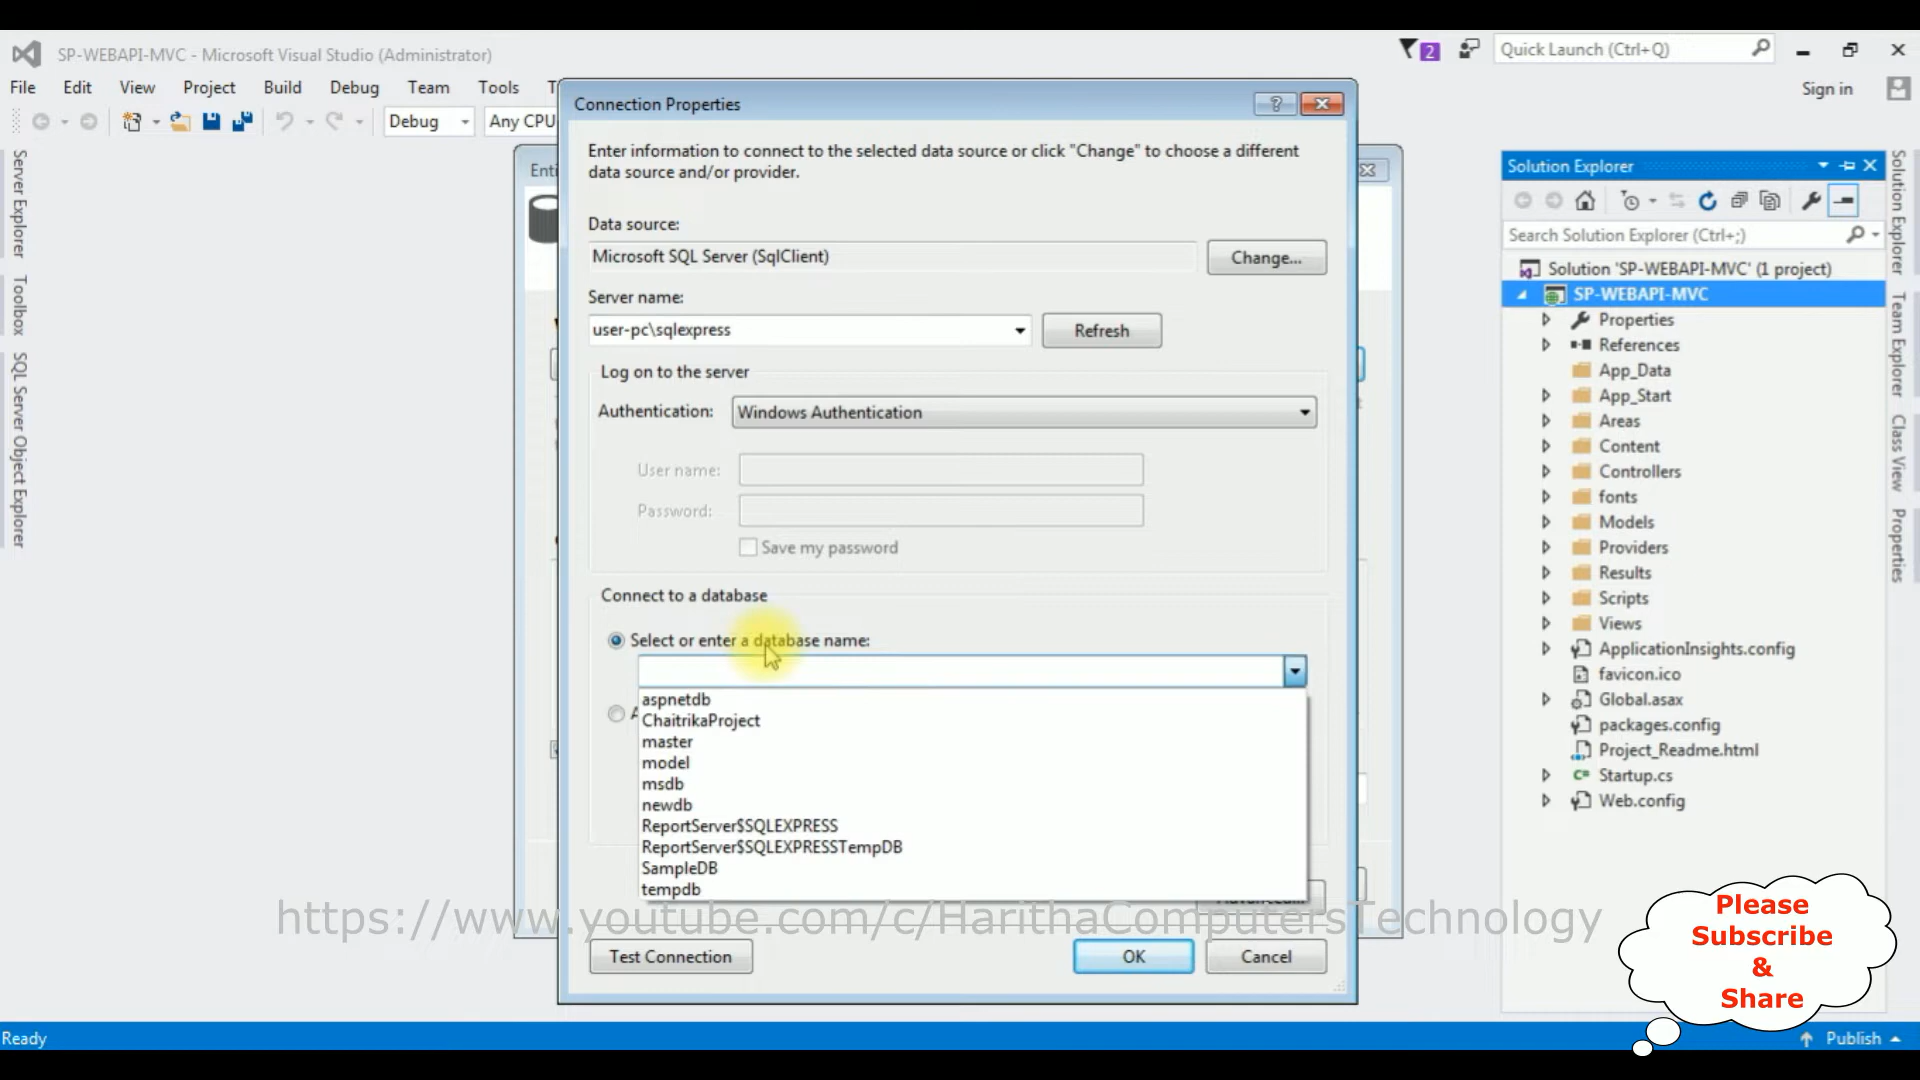 SP-WEBAPI-MVC - Microsoft Visual Studio (Administrator)
2
Quick Launch (Ctrl+Q)
File Edit View Project Build Debug Team Tools
Sign in
Debug
Any CPU
Server Explorer
Toolbox
SQL Server Object Explorer
Connection Properties
Enter information to connect to the selected data source or click "Change" to choose a different
data source and/or provider.
Data source:
Microsoft SQL Server (SqlClient)
Change...
Server name:
user-pc\sqlexpress
Refresh
Log on to the server
Authentication:
Windows Authentication
User name:
Password:
Save my password
Connect to a database
Select or enter a database name:
aspnetdb
ChaitrikaProject
master
model
msdb
newdb
ReportServer$SQLEXPRESS
ReportServer$SQLEXPRESSTempDB
SampleDB
tempdb
https://www.youtube.com/c/HarithaComputersTechnology
Test Connection
OK
Cancel
Solution Explorer
Search Solution Explorer (Ctrl+;)
Solution 'SP-WEBAPI-MVC' (1 project)
SP-WEBAPI-MVC
Properties
References
App_Data
App_Start
Areas
Content
Controllers
fonts
Models
Providers
Results
Scripts
Views
ApplicationInsights.config
favicon.ico
Global.asax
packages.config
Project_Readme.html
Startup.cs
Web.config
Solution Explorer
Team Explorer
Class View
Properties
Please
Subscribe
&
Share
Ready
Publish